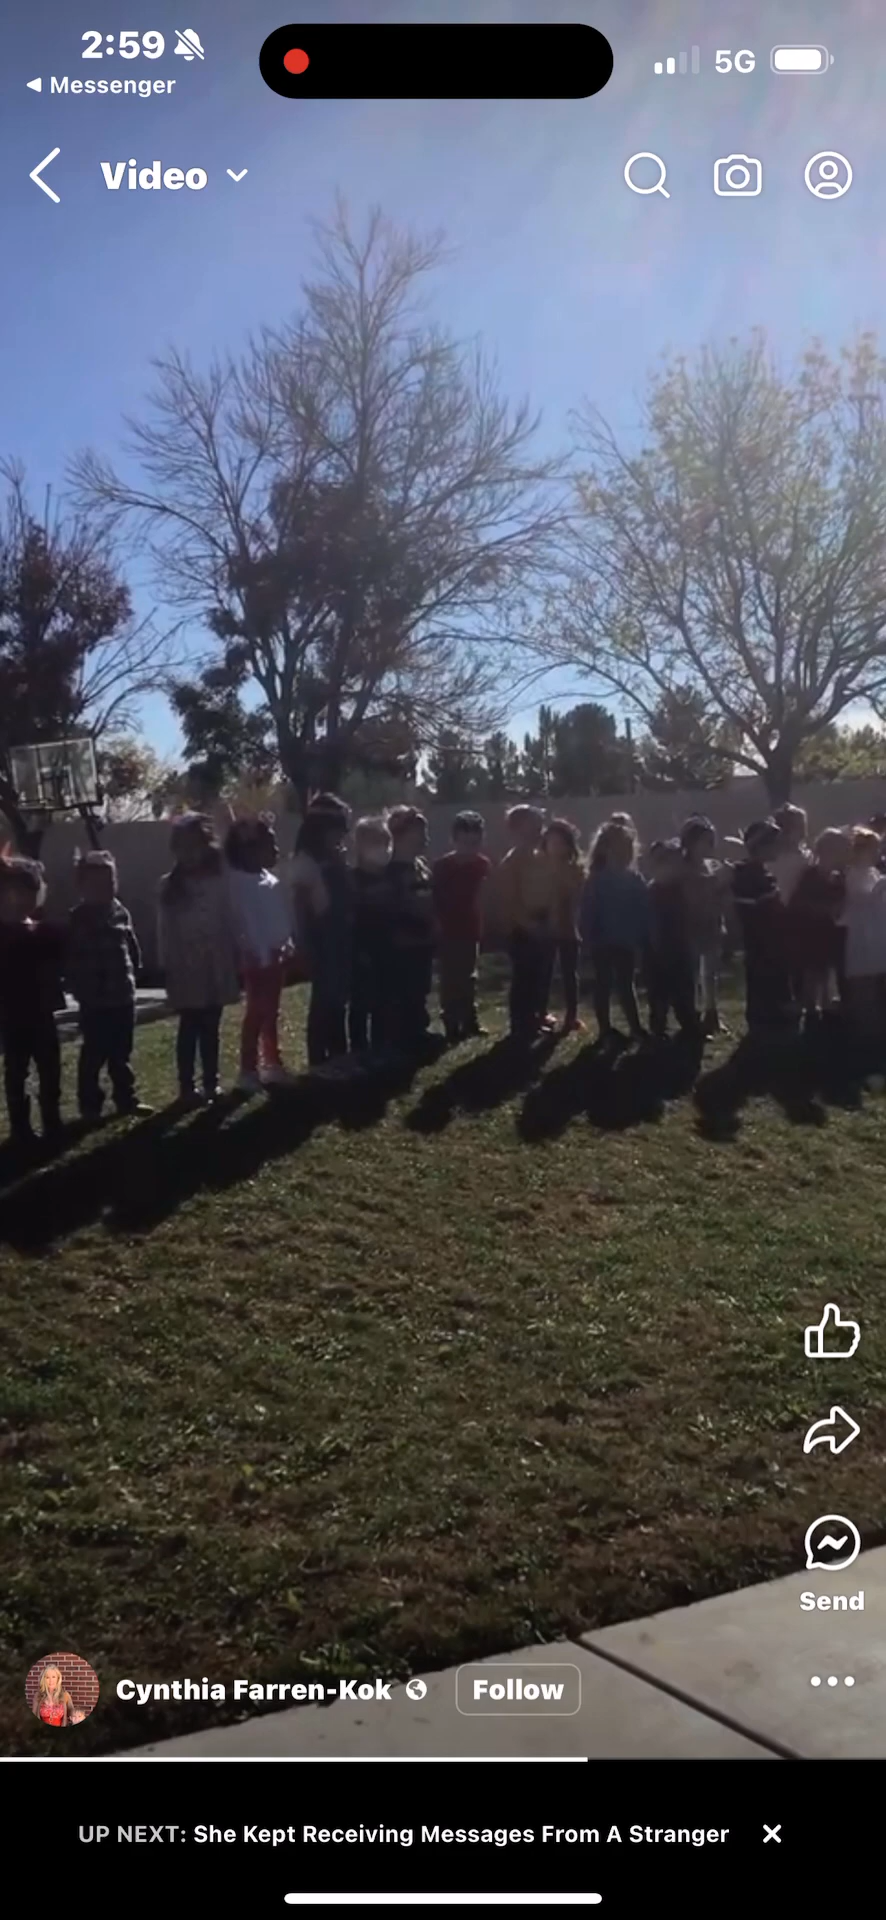 2:59
5G
Messenger
Video
Send
Cynthia Farren-Kok
Follow
UP NEXT: She Kept Receiving Messages From A Stranger